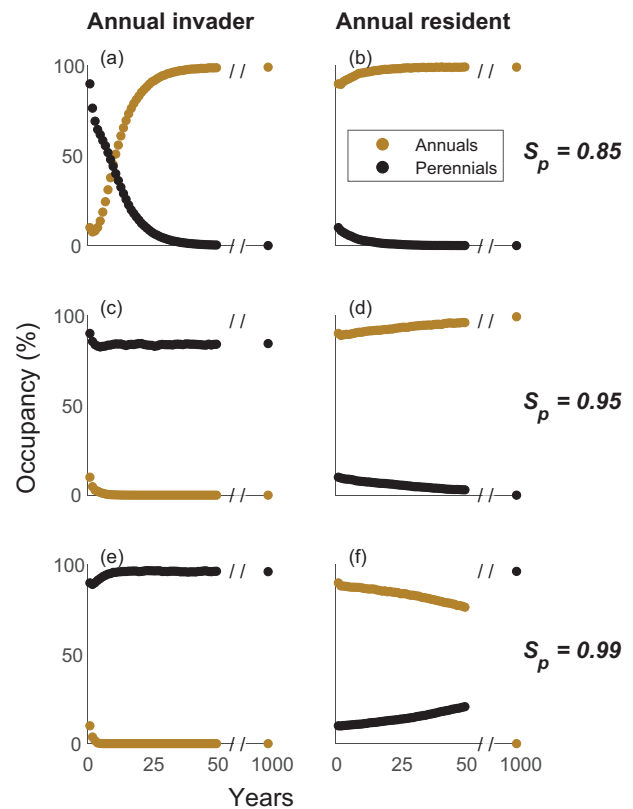 Annual invader
Annual resident
(a)
(b)
100
50
0
/ /
/ /
/ /
/ /
Annuals
Perennials
S_p = 0.85
(c)
(d)
100
50
0
/ /
/ /
/ /
/ /
S_p = 0.95
Occupancy (%)
(e)
(f)
100
50
0
/ /
/ /
/ /
/ /
S_p = 0.99
0 25 50 1000
0 25 50 1000
Years